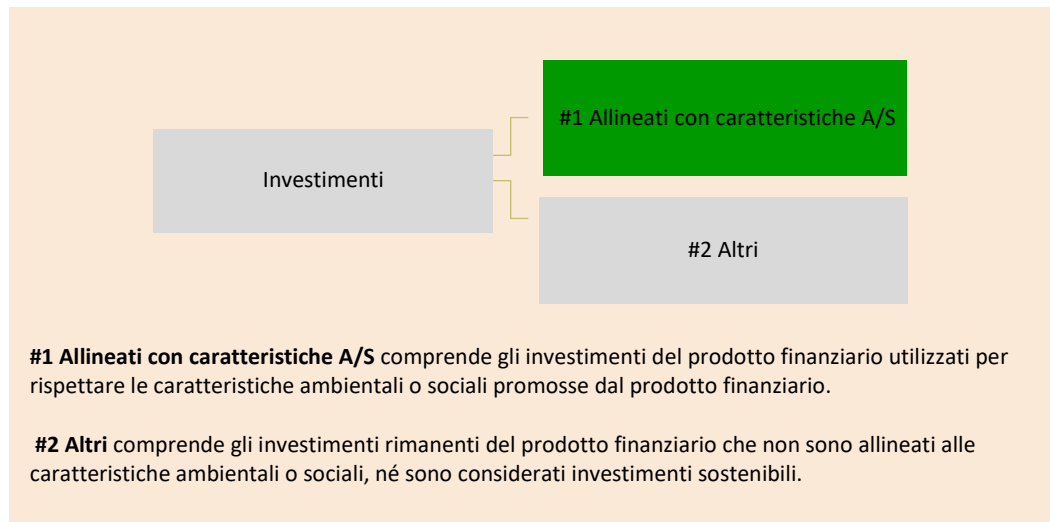 #1 Allineati con caratteristiche A/S
Investimenti
#2 Altri
#1 Allineati con caratteristiche A/S comprende gli investimenti del prodotto finanziario utilizzati per
rispettare le caratteristiche ambientali o sociali promosse dal prodotto finanziario.
#2 Altri comprende gli investimenti rimanenti del prodotto finanziario che non sono allineati alle
caratteristiche ambientali o sociali, né sono considerati investimenti sostenibili.